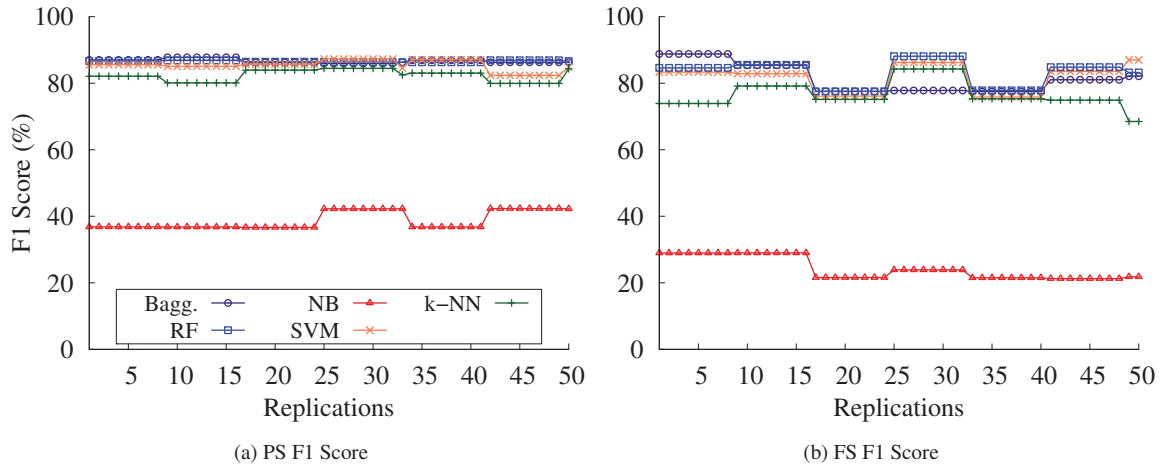 100
80
60
40
20
0
F1 Score (%)
Bagg.
RF
NB
SVM
k−NN
5 10 15 20 25 30 35 40 45 50
Replications
(a) PS F1 Score
100
80
60
40
20
0
5 10 15 20 25 30 35 40 45 50
Replications
(b) FS F1 Score